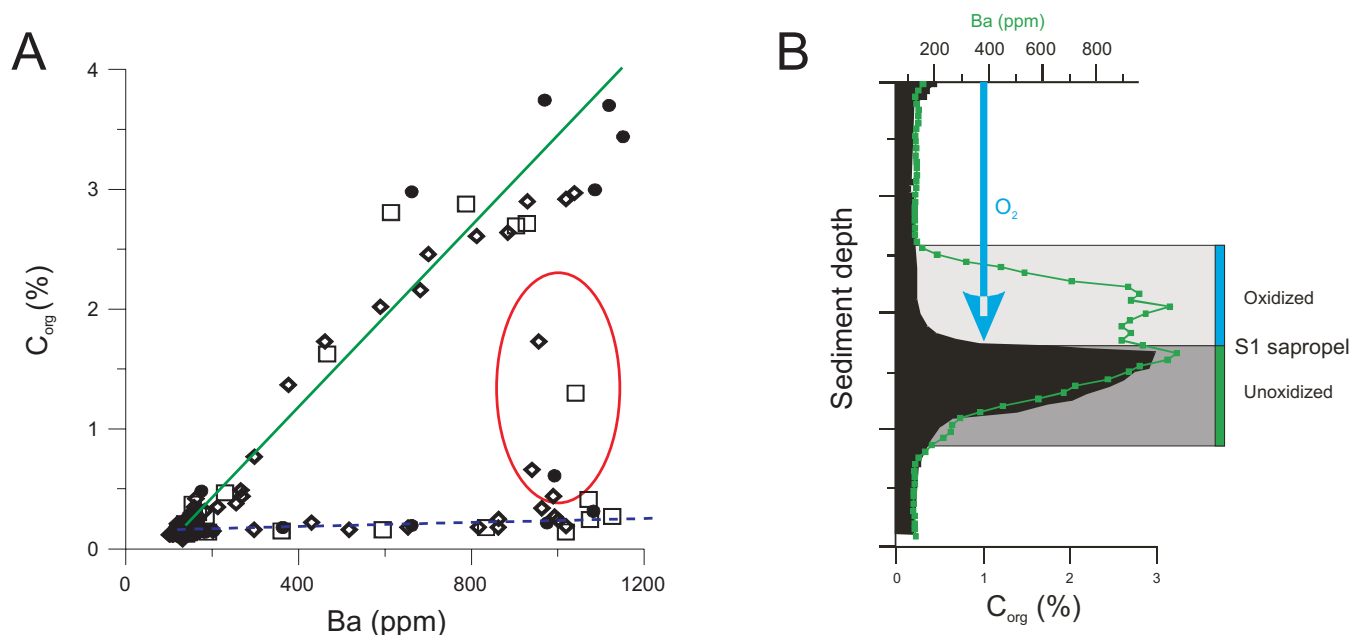 A
C_org (%)
4
3
2
1
0
0 400 800 1200
Ba (ppm)
B
Ba (ppm)
200 400 600 800
Sediment depth
O₂
Oxidized
S1 sapropel
Unoxidized
0 1 2 3
C_org (%)